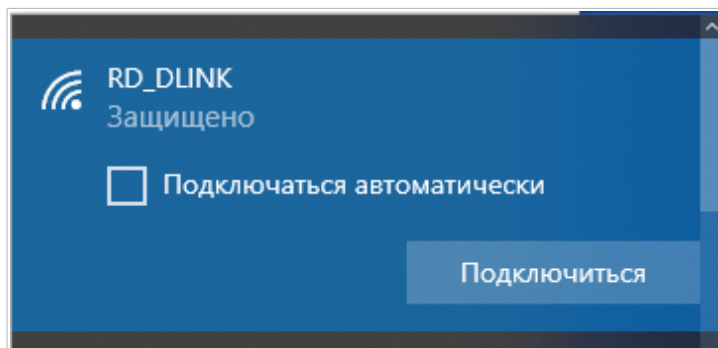 RD_DLINK
Защищено
Подключаться автоматически
Подключиться